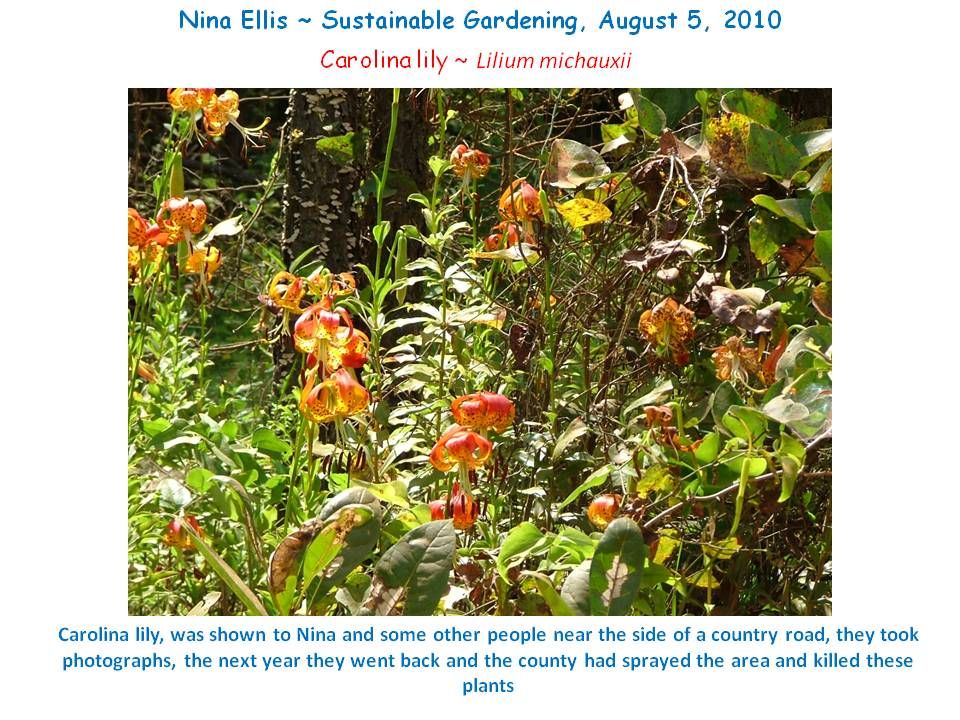 Nina Ellis ~ Sustainable Gardening, August 5, 2010
Carolina lily ~ Lilium michauxii
Carolina lily, was shown to Nina and some other people near the side of a country road, they took
photographs, the next year they went back and the county had sprayed the area and killed these
plants